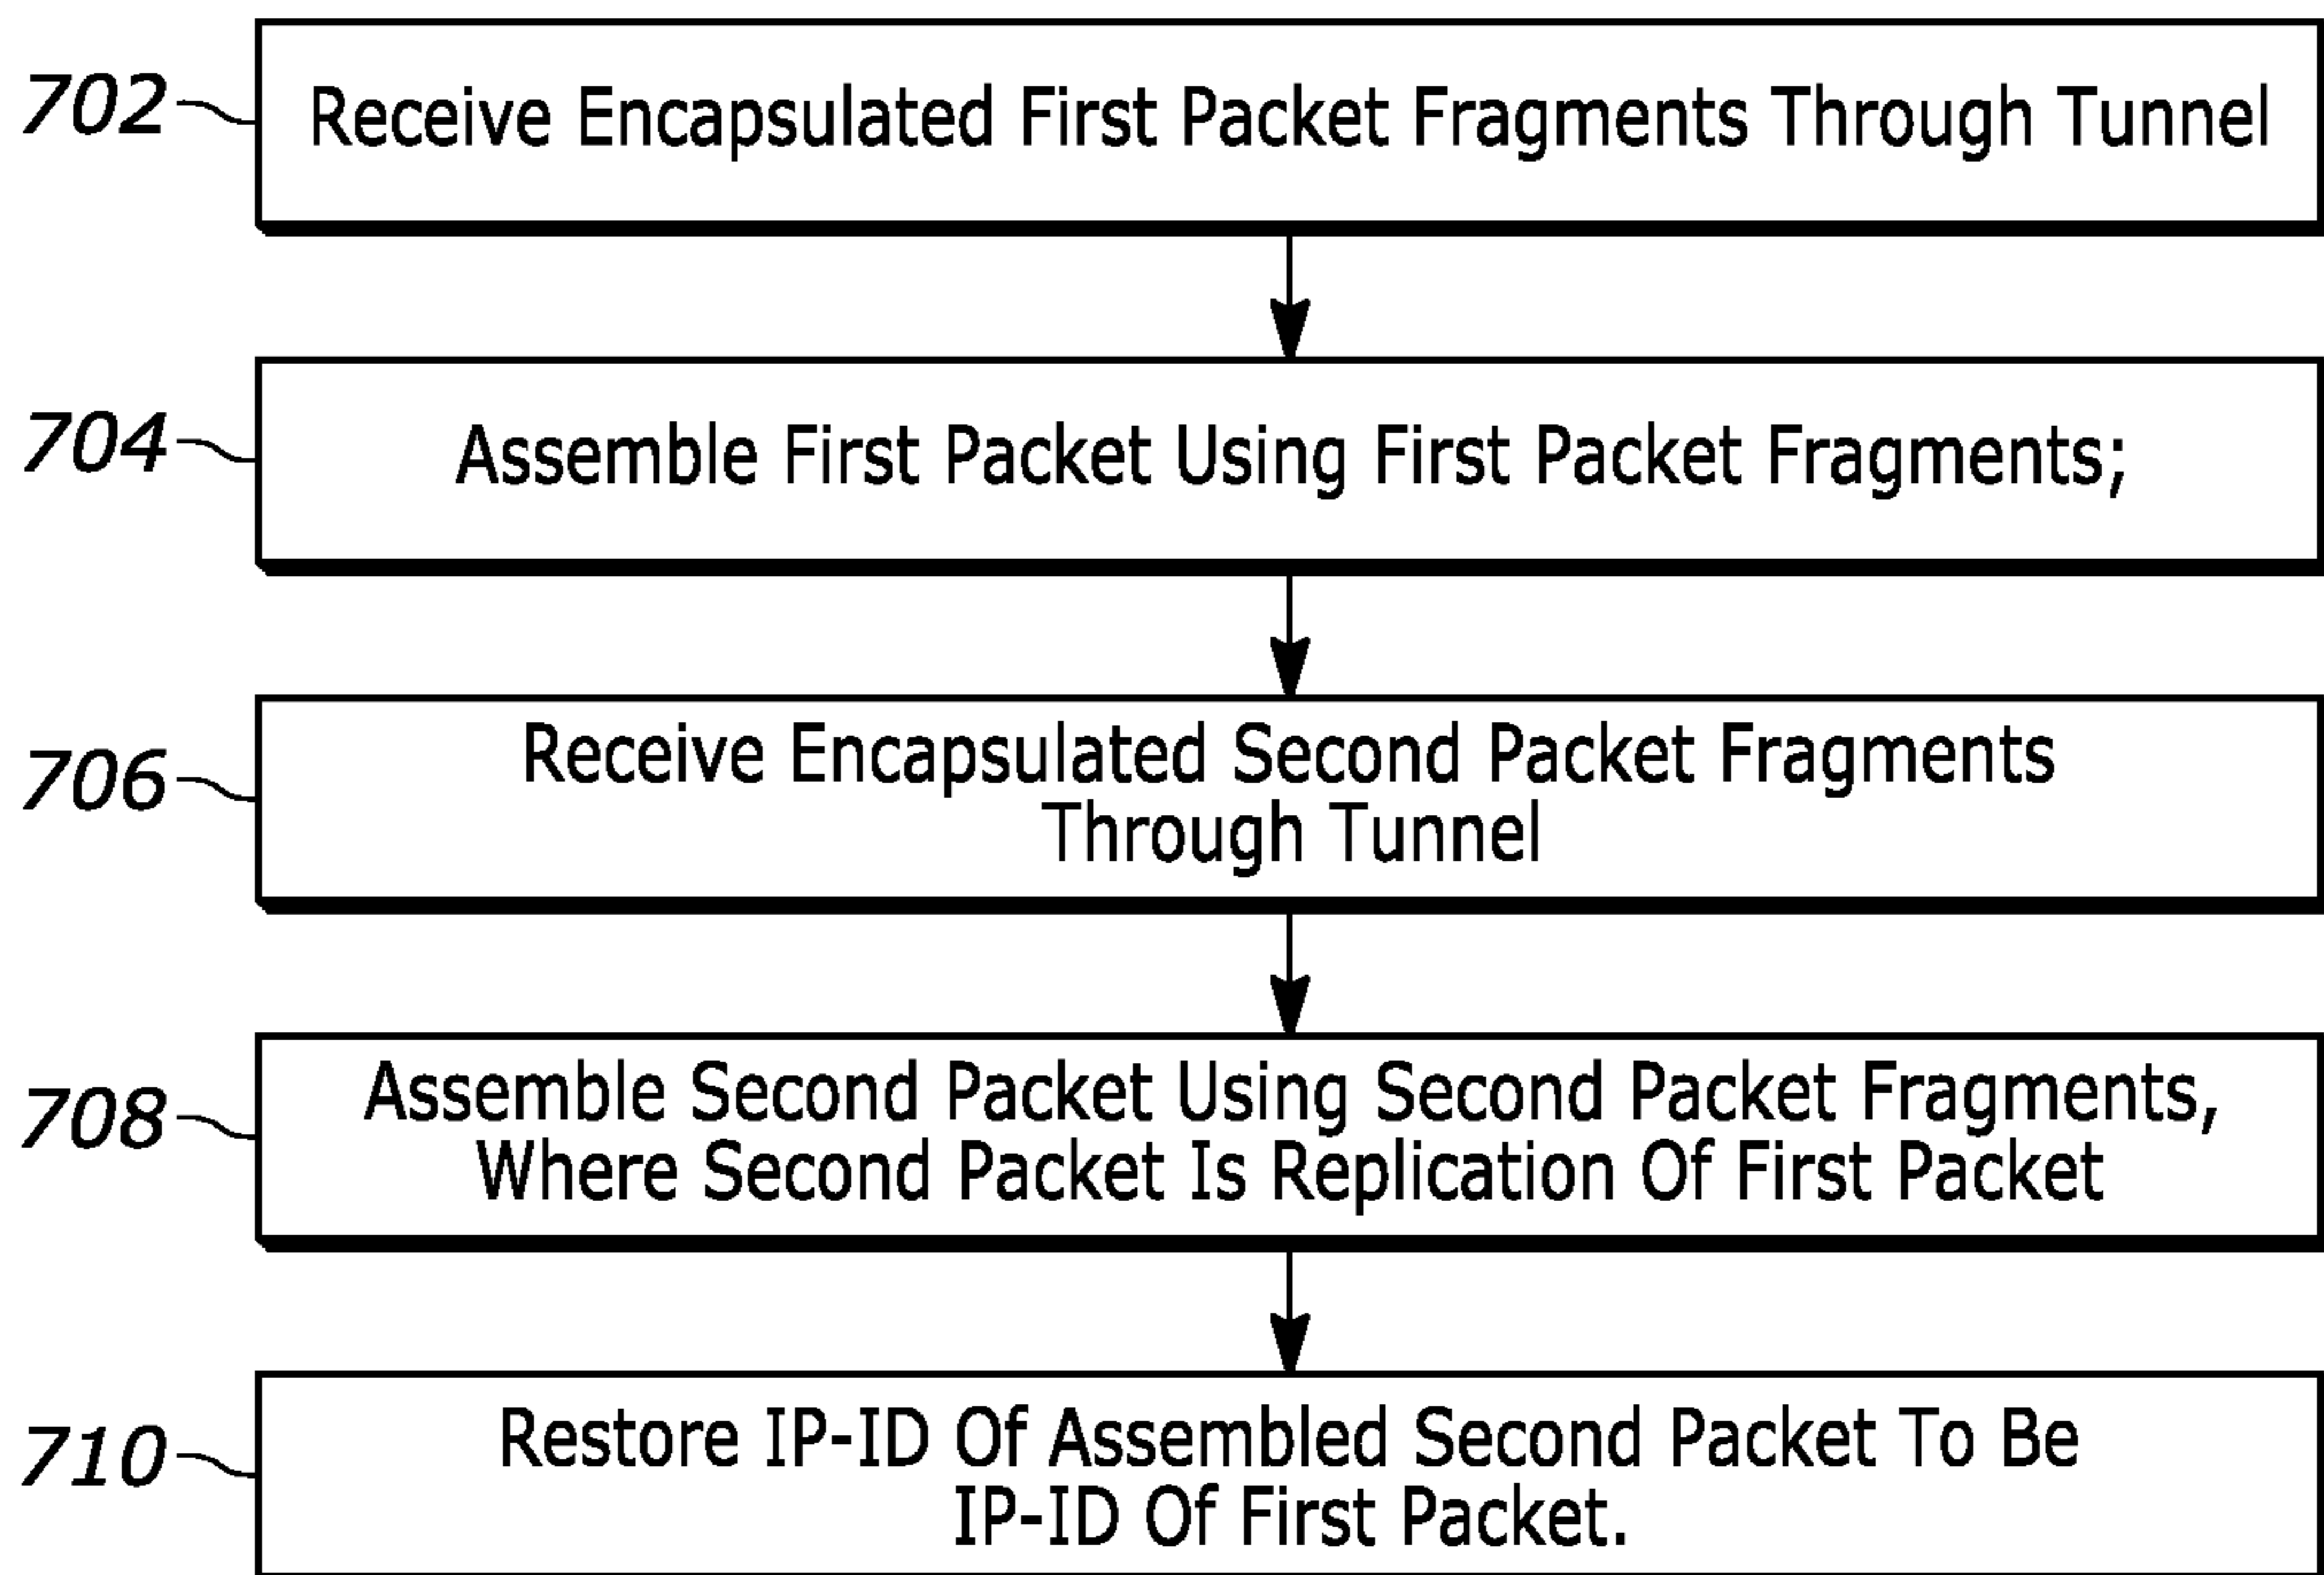 702
Receive Encapsulated First Packet Fragments Through Tunnel
704
Assemble First Packet Using First Packet Fragments;
706
Receive Encapsulated Second Packet Fragments
Through Tunnel
708
Assemble Second Packet Using Second Packet Fragments,
Where Second Packet Is Replication Of First Packet
710
Restore IP-ID Of Assembled Second Packet To Be
IP-ID Of First Packet.